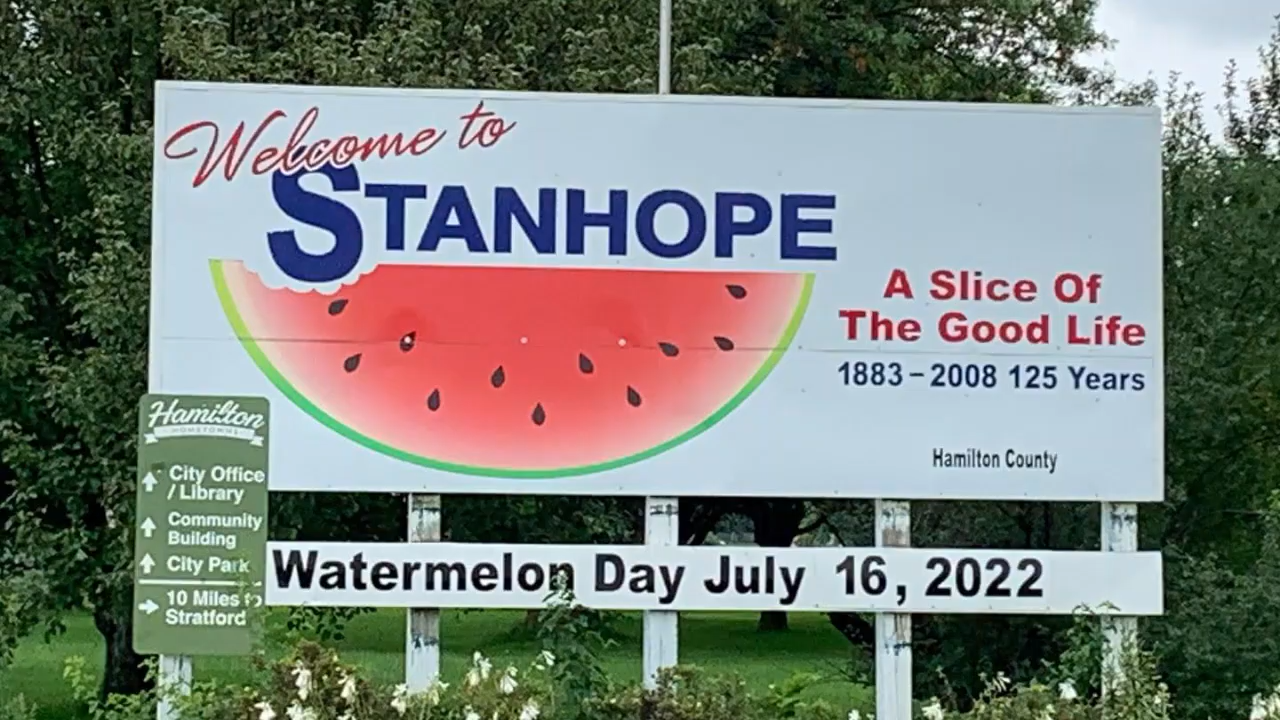 Welcome to
STANHOPE
A Slice Of
The Good Life
1883-2008 125 Years
Hamilton County
Hamilton
HOMETOWNS
City Office
/ Library
Community
Building
City Park
10 Miles to
Stratford
Watermelon Day July 16, 2022